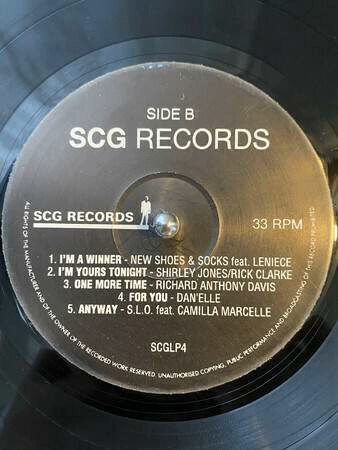 SIDE B
SCG RECORDS
SCG RECORDS
33 RPM
1. I'M A WINNER - NEW SHOES & SOCKS feat. LENIECE
2. I'M YOURS TONIGHT - SHIRLEY JONES/RICK CLARKE
3. ONE MORE TIME - RICHARD ANTHONY DAVIS
4. FOR YOU - DAN'ELLE
5. ANYWAY - S.L.O. feat. CAMILLA MARCELLE
SCGLP4
ALL RIGHTS OF THE MANUFACTURER AND OF THE OWNER OF THE RECORDED WORK RESERVED. UNAUTHORISED COPYING, PUBLIC PERFORMANCE AND BROADCASTING OF THIS RECORD PROHIBITED.